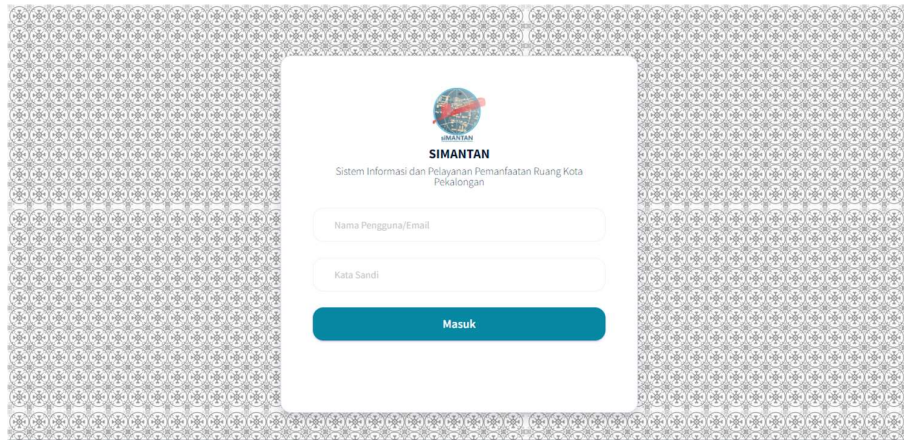 siMANTAN
SIMANTAN
Sistem Informasi dan Pelayanan Pemanfaatan Ruang Kota
Pekalongan
Nama Pengguna/Email
Kata Sandi
Masuk